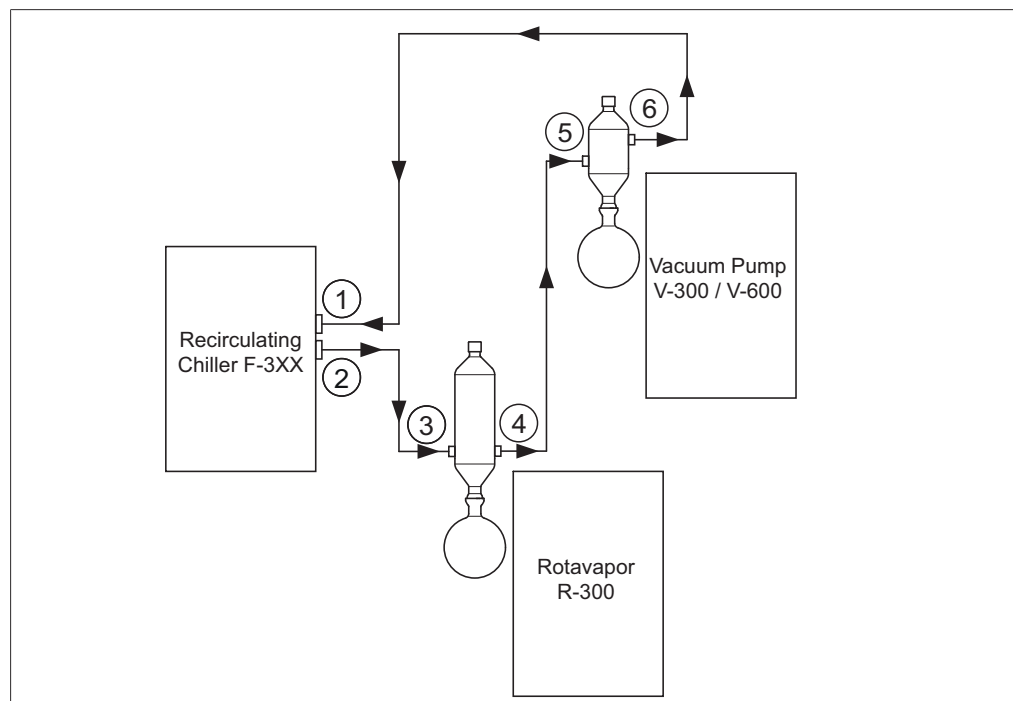 6
5
Vacuum Pump
V-300 / V-600
1
Recirculating
Chiller F-3XX
2
3
4
Rotavapor
R-300